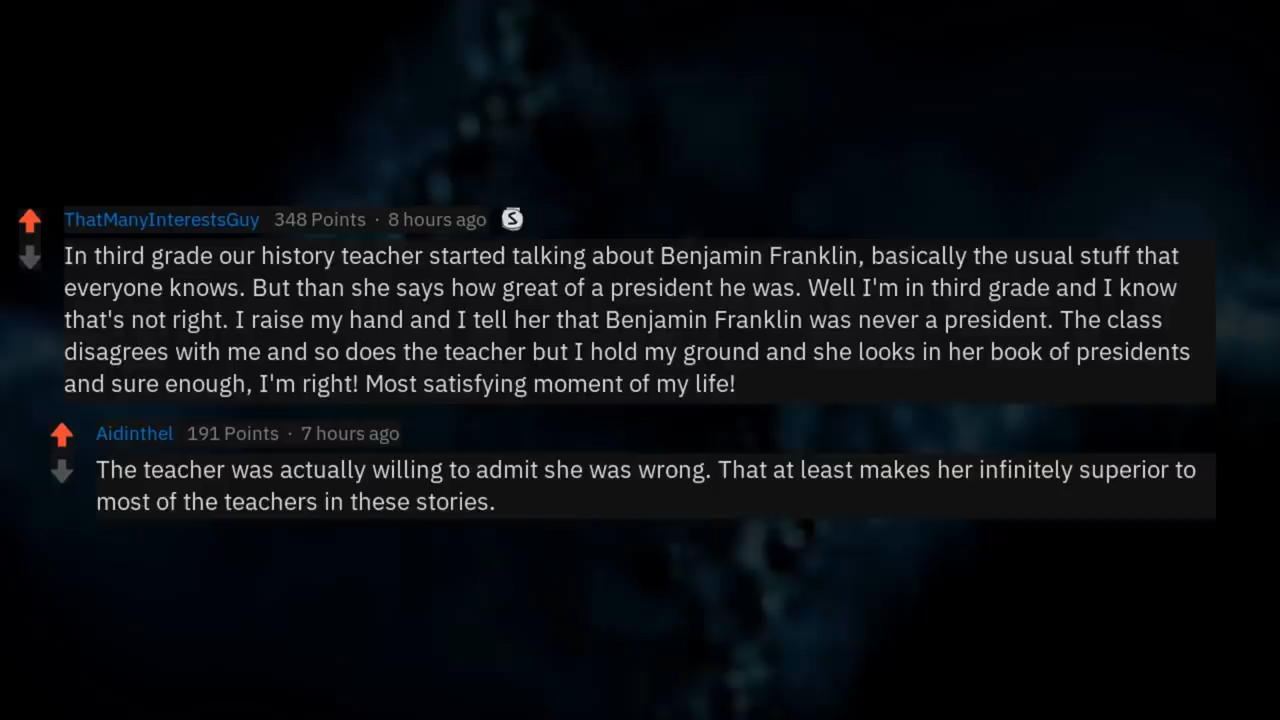 ThatManyInterestsGuy 348 Points · 8 hours ago S
In third grade our history teacher started talking about Benjamin Franklin, basically the usual stuff that
everyone knows. But than she says how great of a president he was. Well I'm in third grade and I know
that's not right. I raise my hand and I tell her that Benjamin Franklin was never a president. The class
disagrees with me and so does the teacher but I hold my ground and she looks in her book of presidents
and sure enough, I'm right! Most satisfying moment of my life!
Aidinthel 191 Points · 7 hours ago
The teacher was actually willing to admit she was wrong. That at least makes her infinitely superior to
most of the teachers in these stories.